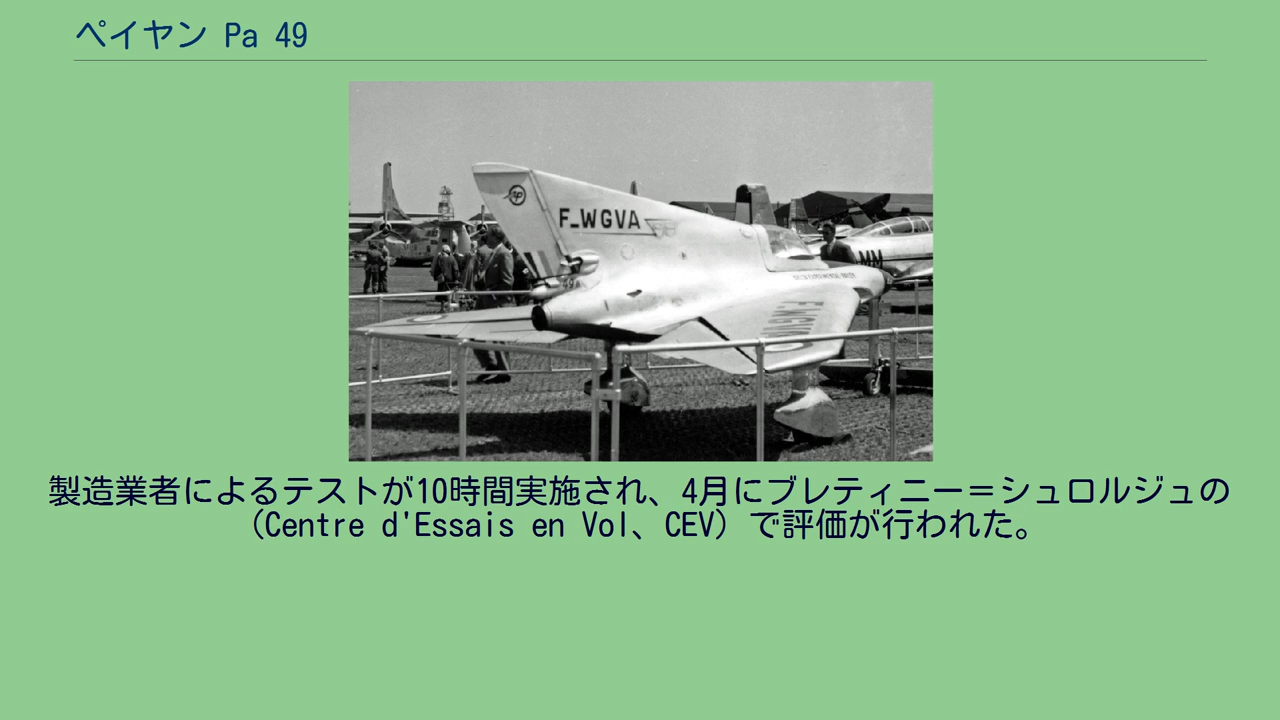 ペイヤン Pa 49
F_WGVA
MM
製造業者によるテストが10時間実施され、4月にブレティニー＝シュロルジュの
（Centre d'Essais en Vol、CEV）で評価が行われた。